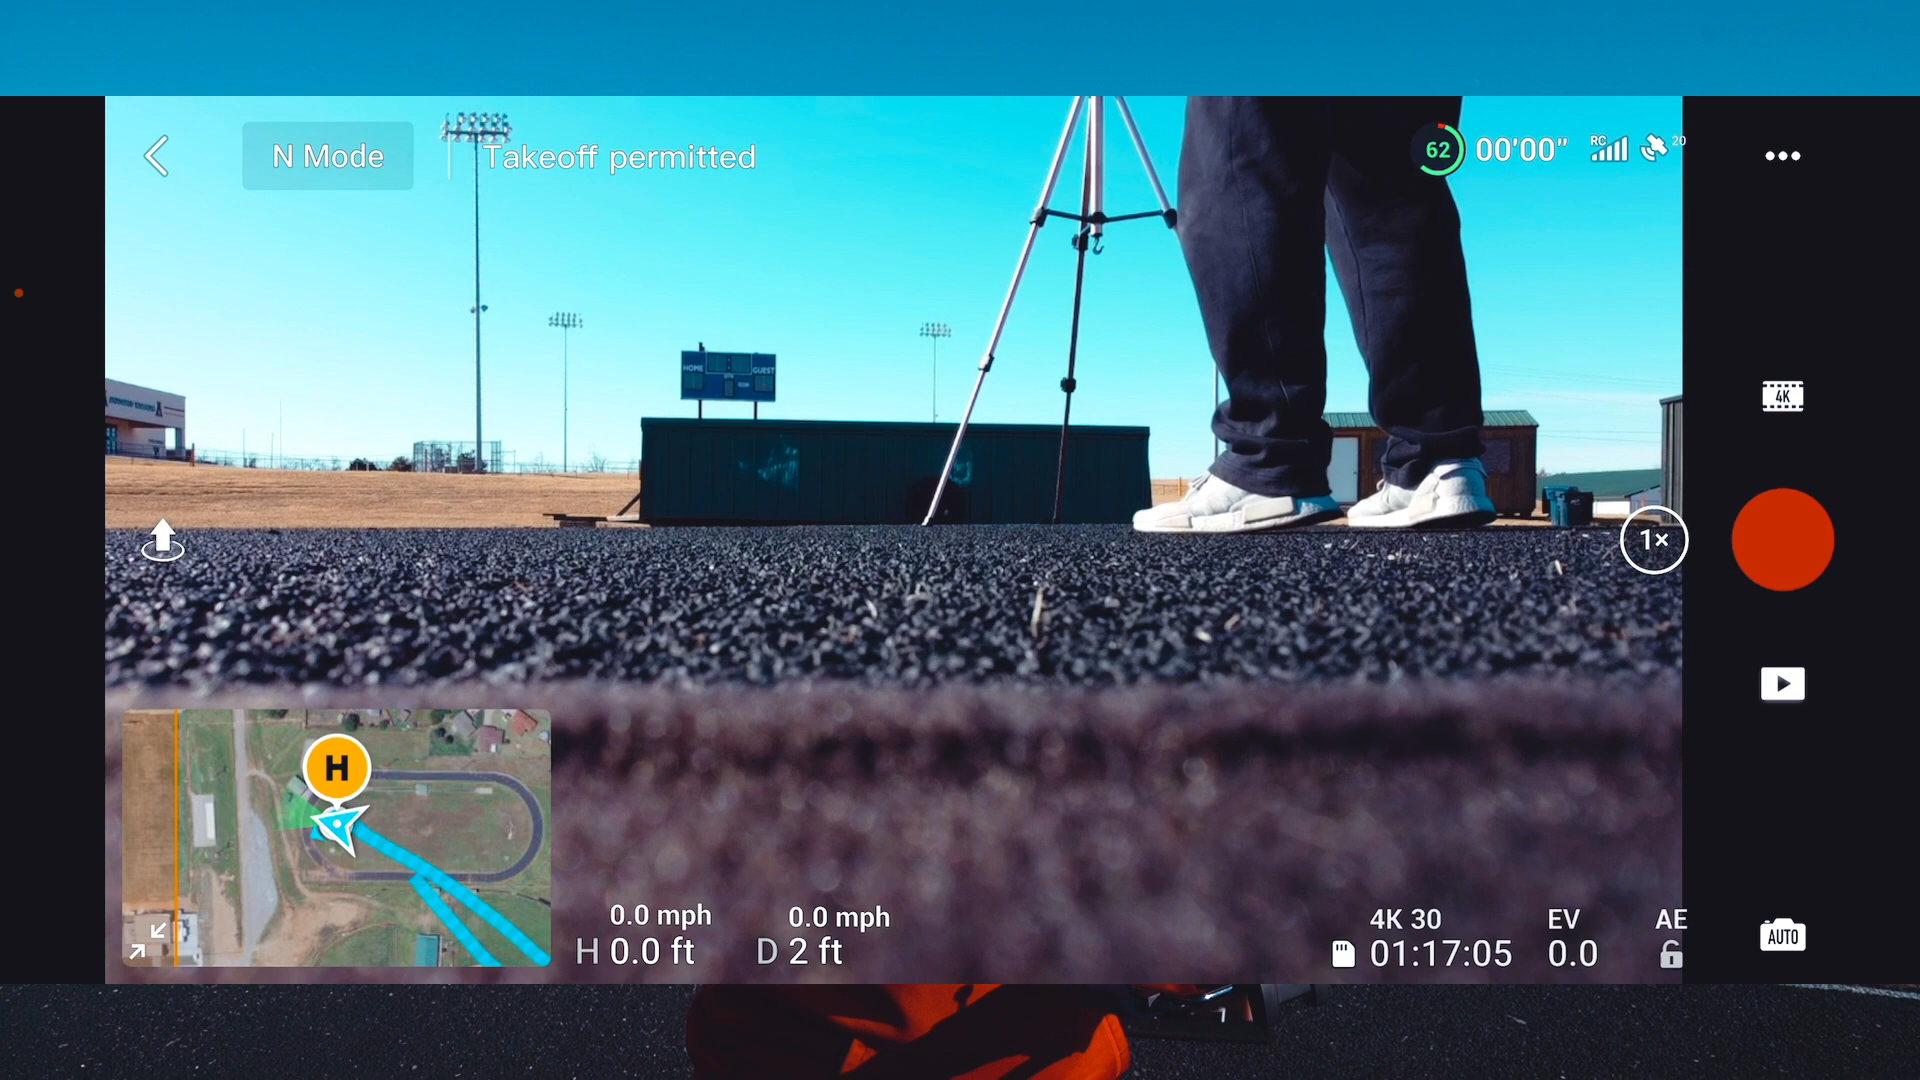 N Mode
Takeoff permitted
62
00'00"
RC
20
HOME
GUEST
4K
1×
H
0.0 mph
0.0 mph
H 0.0 ft
D 2 ft
4K 30
EV
AE
01:17:05
0.0
AUTO